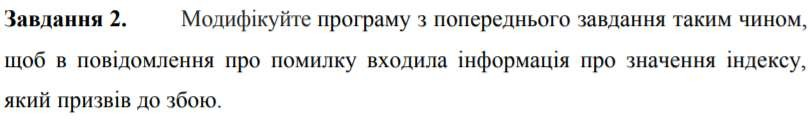 Завдання 2. Модифікуйте програму з попереднього завдання таким чином,
щоб в повідомлення про помилку входила інформація про значення індексу,
який призвів до збою.